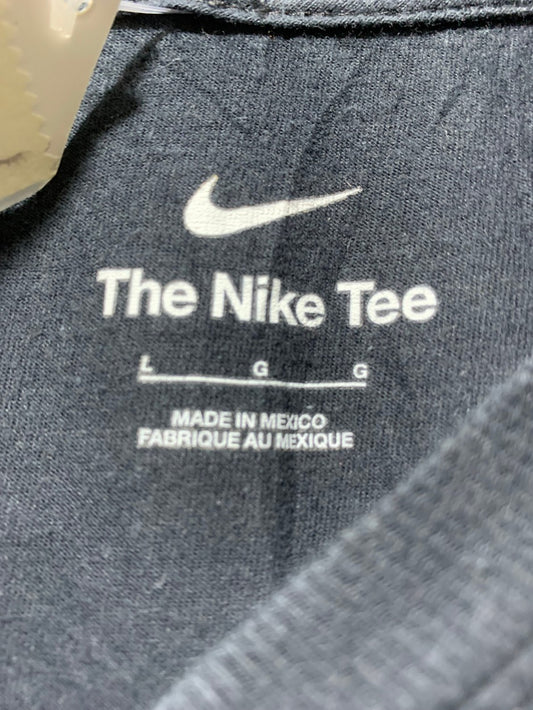 The Nike Tee
L G G
MADE IN MEXICO
FABRIQUE AU MEXIQUE